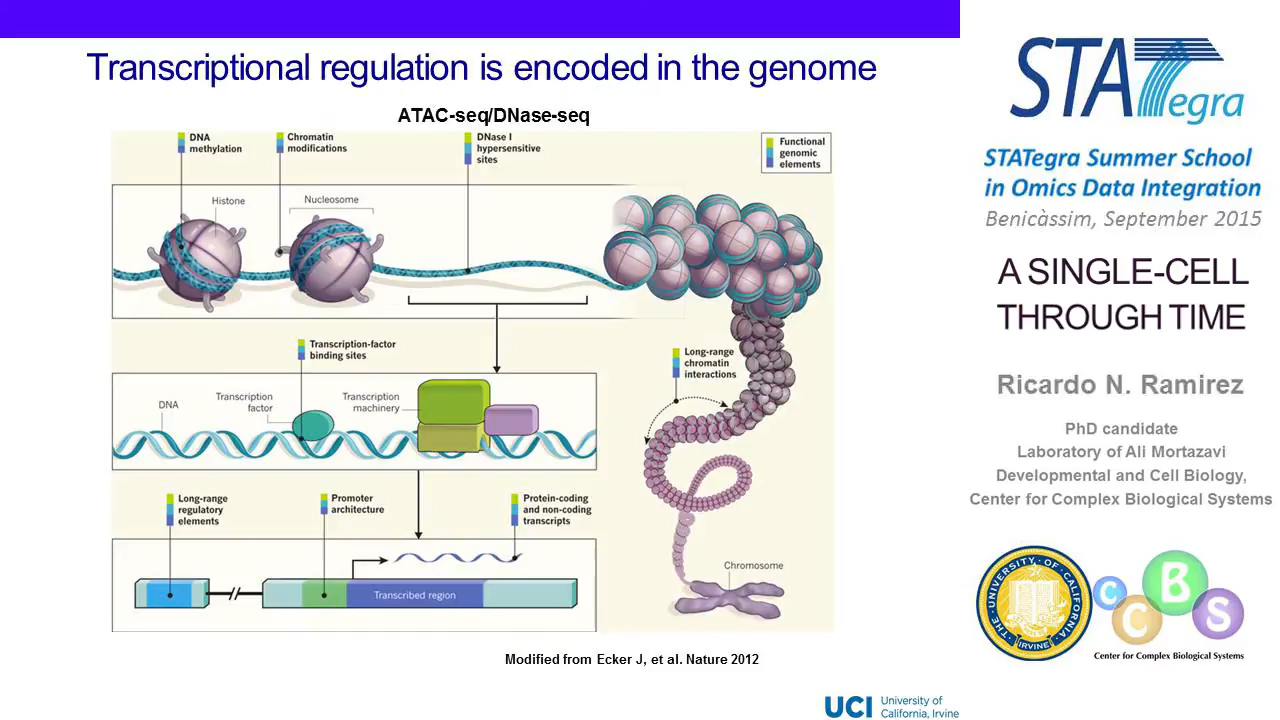 Transcriptional regulation is encoded in the genome
ATAC-seq/DNase-seq
DNA
methylation
Chromatin
modifications
DNase I
hypersensitive
sites
Functional
genomic
elements
Histone
Nucleosome
Transcription-factor
binding sites
Long-range
chromatin
interactions
DNA
Transcription
factor
Transcription
machinery
Long-range
regulatory
elements
Promoter
architecture
Protein-coding
and non-coding
transcripts
Transcribed region
Chromosome
Modified from Ecker J, et al. Nature 2012
UCI
University of
California, Irvine
STATegra
STATegra Summer School
in Omics Data Integration
Benicàssim, September 2015
A SINGLE-CELL
THROUGH TIME
Ricardo N. Ramirez
PhD candidate
Laboratory of Ali Mortazavi
Developmental and Cell Biology,
Center for Complex Biological Systems
THE UNIVERSITY OF CALIFORNIA
IRVINE
C C B S
Center for Complex Biological Systems